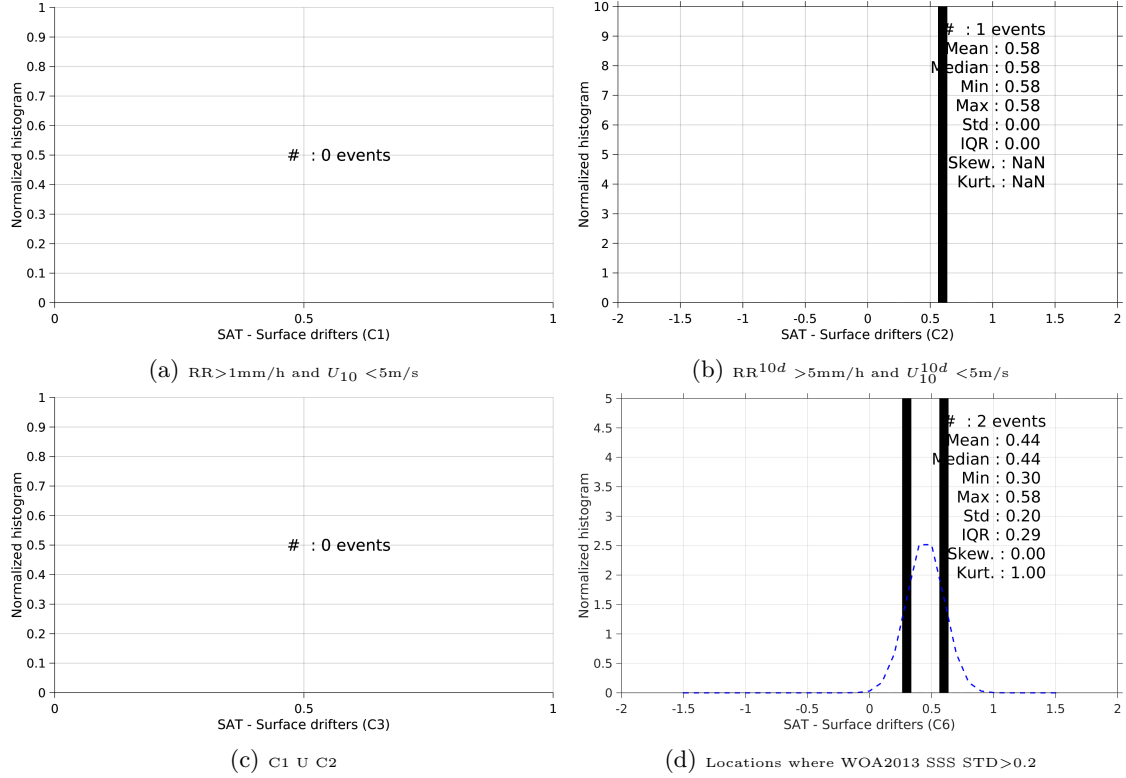 1
0.9
0.8
0.7
0.6
0.5
0.4
0.3
0.2
0.1
0
Normalized histogram
# : 0 events
0 0.5 1
SAT - Surface drifters (C1)
(a) RR>1mm/h and U10 <5m/s
10
9
8
7
6
5
4
3
2
1
0
Normalized histogram
# : 1 events
Mean : 0.58
Median : 0.58
Min : 0.58
Max : 0.58
Std : 0.00
IQR : 0.00
Skew. : NaN
Kurt. : NaN
-2 -1.5 -1 -0.5 0 0.5 1 1.5 2
SAT - Surface drifters (C2)
(b) RR^10d >5mm/h and U_10^10d <5m/s
1
0.9
0.8
0.7
0.6
0.5
0.4
0.3
0.2
0.1
0
Normalized histogram
# : 0 events
0 0.5 1
SAT - Surface drifters (C3)
(c) C1 U C2
5
4.5
4
3.5
3
2.5
2
1.5
1
0.5
0
Normalized histogram
# : 2 events
Mean : 0.44
Median : 0.44
Min : 0.30
Max : 0.58
Std : 0.20
IQR : 0.29
Skew. : 0.00
Kurt. : 1.00
-2 -1.5 -1 -0.5 0 0.5 1 1.5 2
SAT - Surface drifters (C6)
(d) Locations where WOA2013 SSS STD>0.2